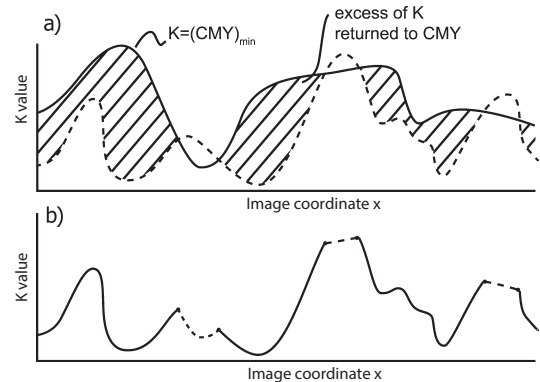 a)
K=(CMY)min
excess of K
returned to CMY
K value
Image coordinate x
b)
K value
Image coordinate x